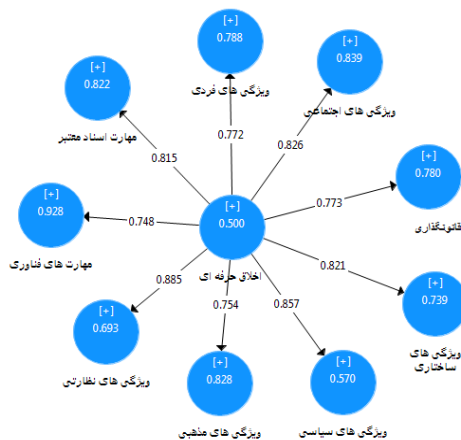 [+]
0.788
ویژگی های فردی
[+]
0.839
ویژگی های اجتماعی
[+]
0.822
مهارت اسناد معتبر
0.772
0.826
0.815
[+]
0.780
قانونگذاری
0.773
[+]
0.928
مهارت های فناوری
0.748
[+]
0.500
اخلاق حرفه ای
0.821
[+]
0.739
ویژگی های
ساختاری
0.885
0.754
0.857
[+]
0.693
ویژگی های نظارتی
[+]
0.828
ویژگی های مذهبی
[+]
0.570
ویژگی های سیاسی